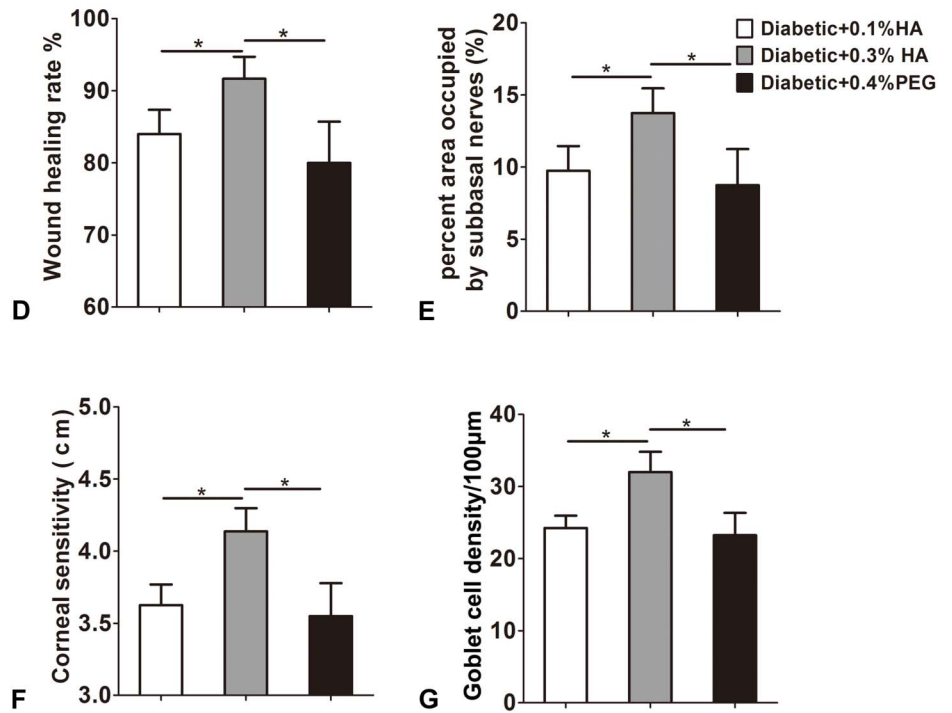 Wound healing rate %
100
90
80
70
60
*
*
D
percent area occupied
by subbasal nerves (%)
20
15
10
5
0
*
*
E
Diabetic+0.1%HA
Diabetic+0.3% HA
Diabetic+0.4%PEG
Corneal sensitivity ( cm )
5.0
4.5
4.0
3.5
3.0
*
*
F
Goblet cell density/100μm
40
30
20
10
0
*
*
G